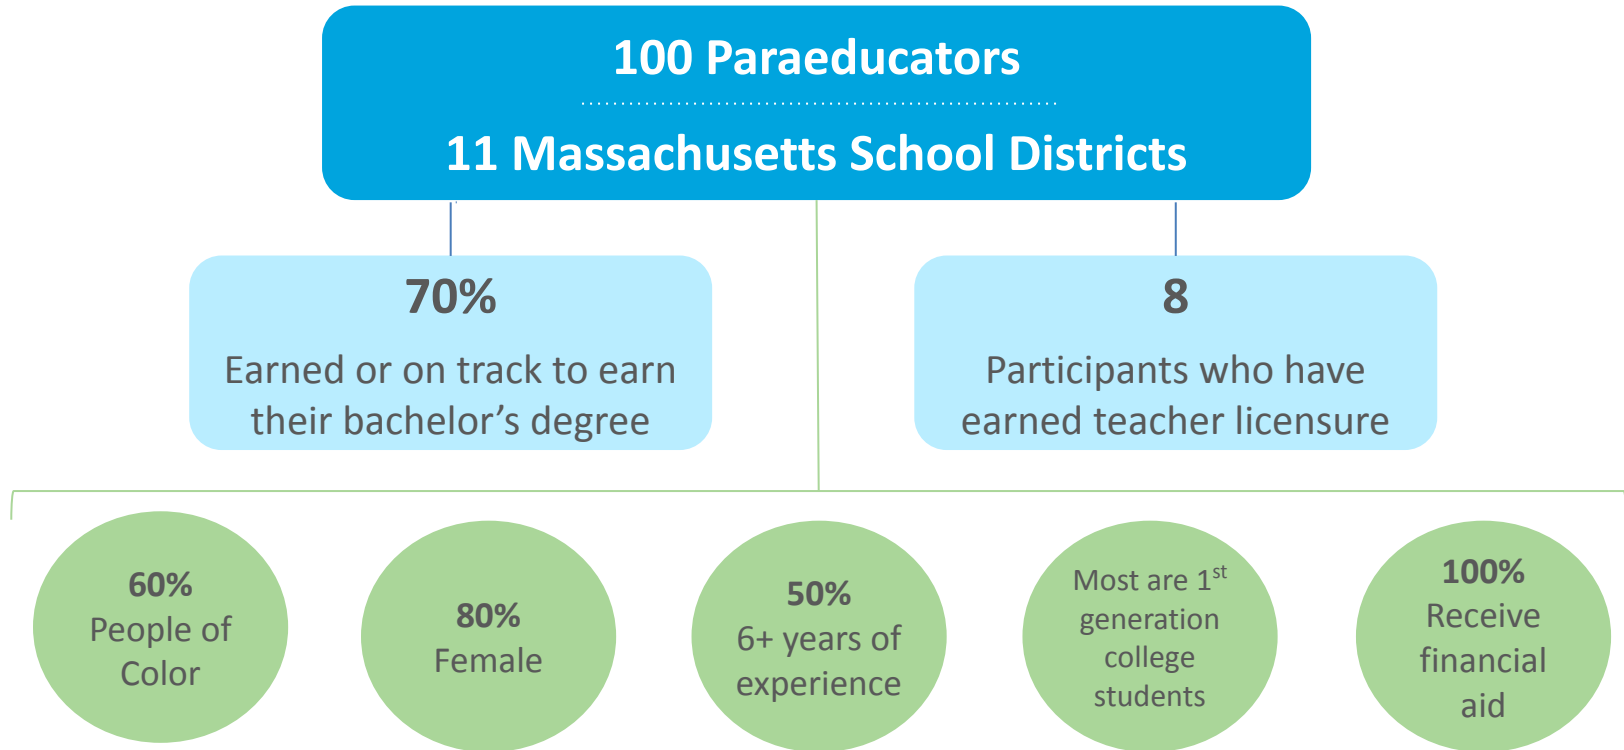 100 Paraeducators
11 Massachusetts School Districts
70%
Earned or on track to earn
their bachelor’s degree
8
Participants who have
earned teacher licensure
60%
People of
Color
80%
Female
50%
6+ years of
experience
Most are 1st
generation
college
students
100%
Receive
financial
aid